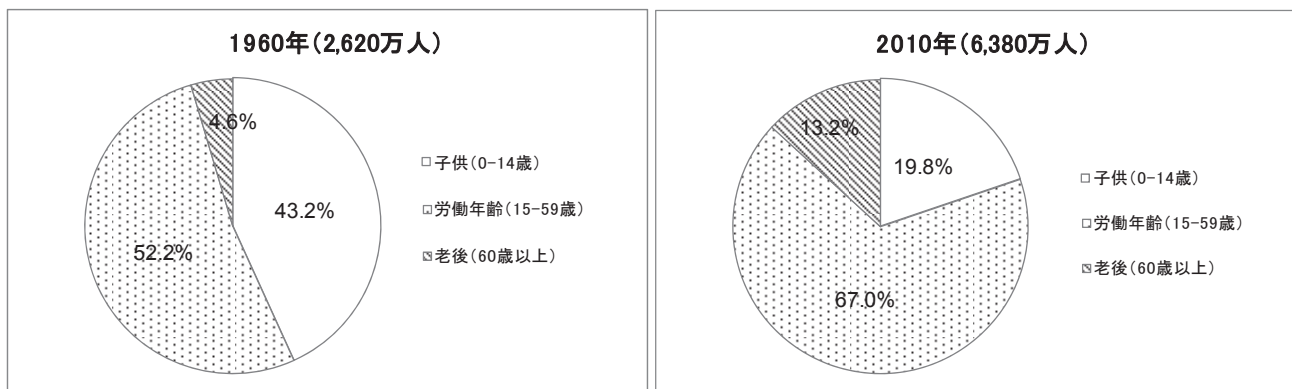 1960年(2,620万人)
4.6%
43.2%
52.2%
子供(0-14歳)
労働年齢(15-59歳)
老後(60歳以上)
2010年(6,380万人)
13.2%
19.8%
67.0%
子供(0-14歳)
労働年齢(15-59歳)
老後(60歳以上)